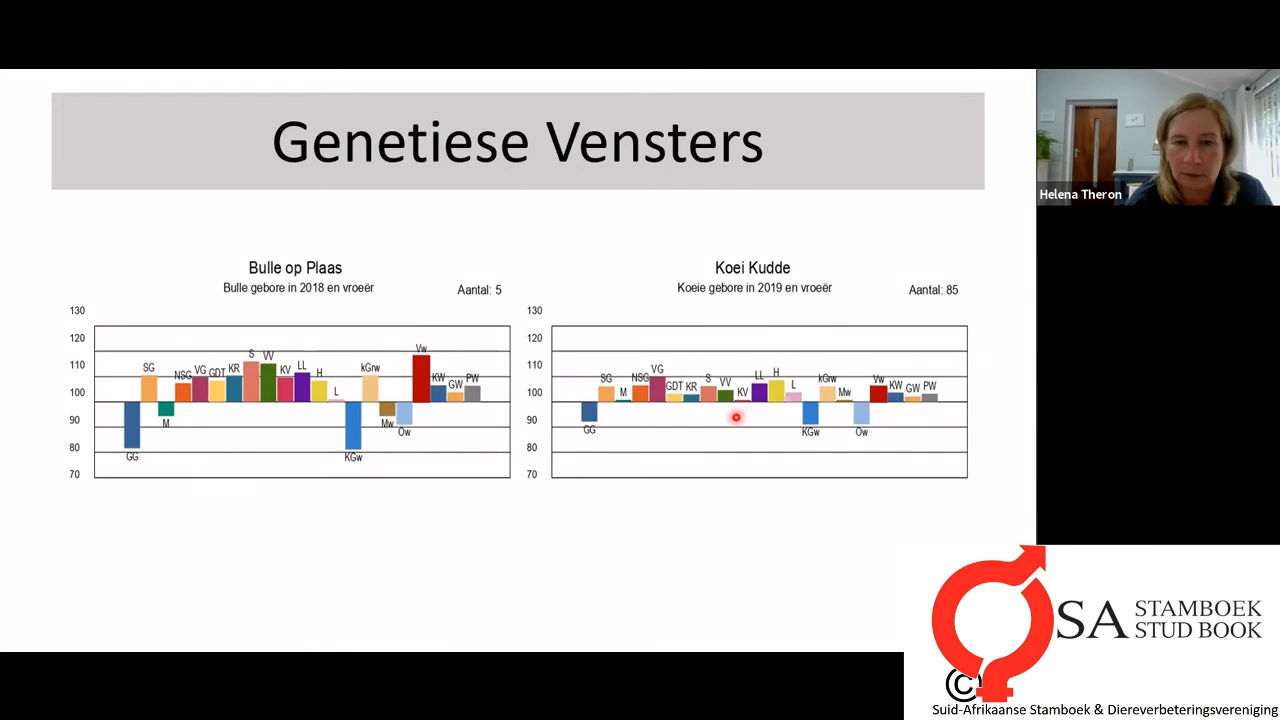 Genetiese Vensters
Helena Theron
Bulle op Plaas
Bulle gebore in 2018 en vroeër
Aantal: 5
130
120
110
100
90
80
70
GG
SG
M
NSG
VG
GDT
KR
S
VV
KV
LL
H
L
KGw
kGrw
Mw
Ow
Vw
KW
GW
PW
Koei Kudde
Koeie gebore in 2019 en vroeër
Aantal: 85
130
120
110
100
90
80
70
GG
SG
M
NSG
VG
GDT
KR
S
VV
KV
LL
H
L
KGw
kGrw
Mw
Ow
Vw
KW
GW
PW
SA STAMBOEK
STUD BOOK
©
Suid-Afrikaanse Stamboek & Diereverbeteringsvereniging